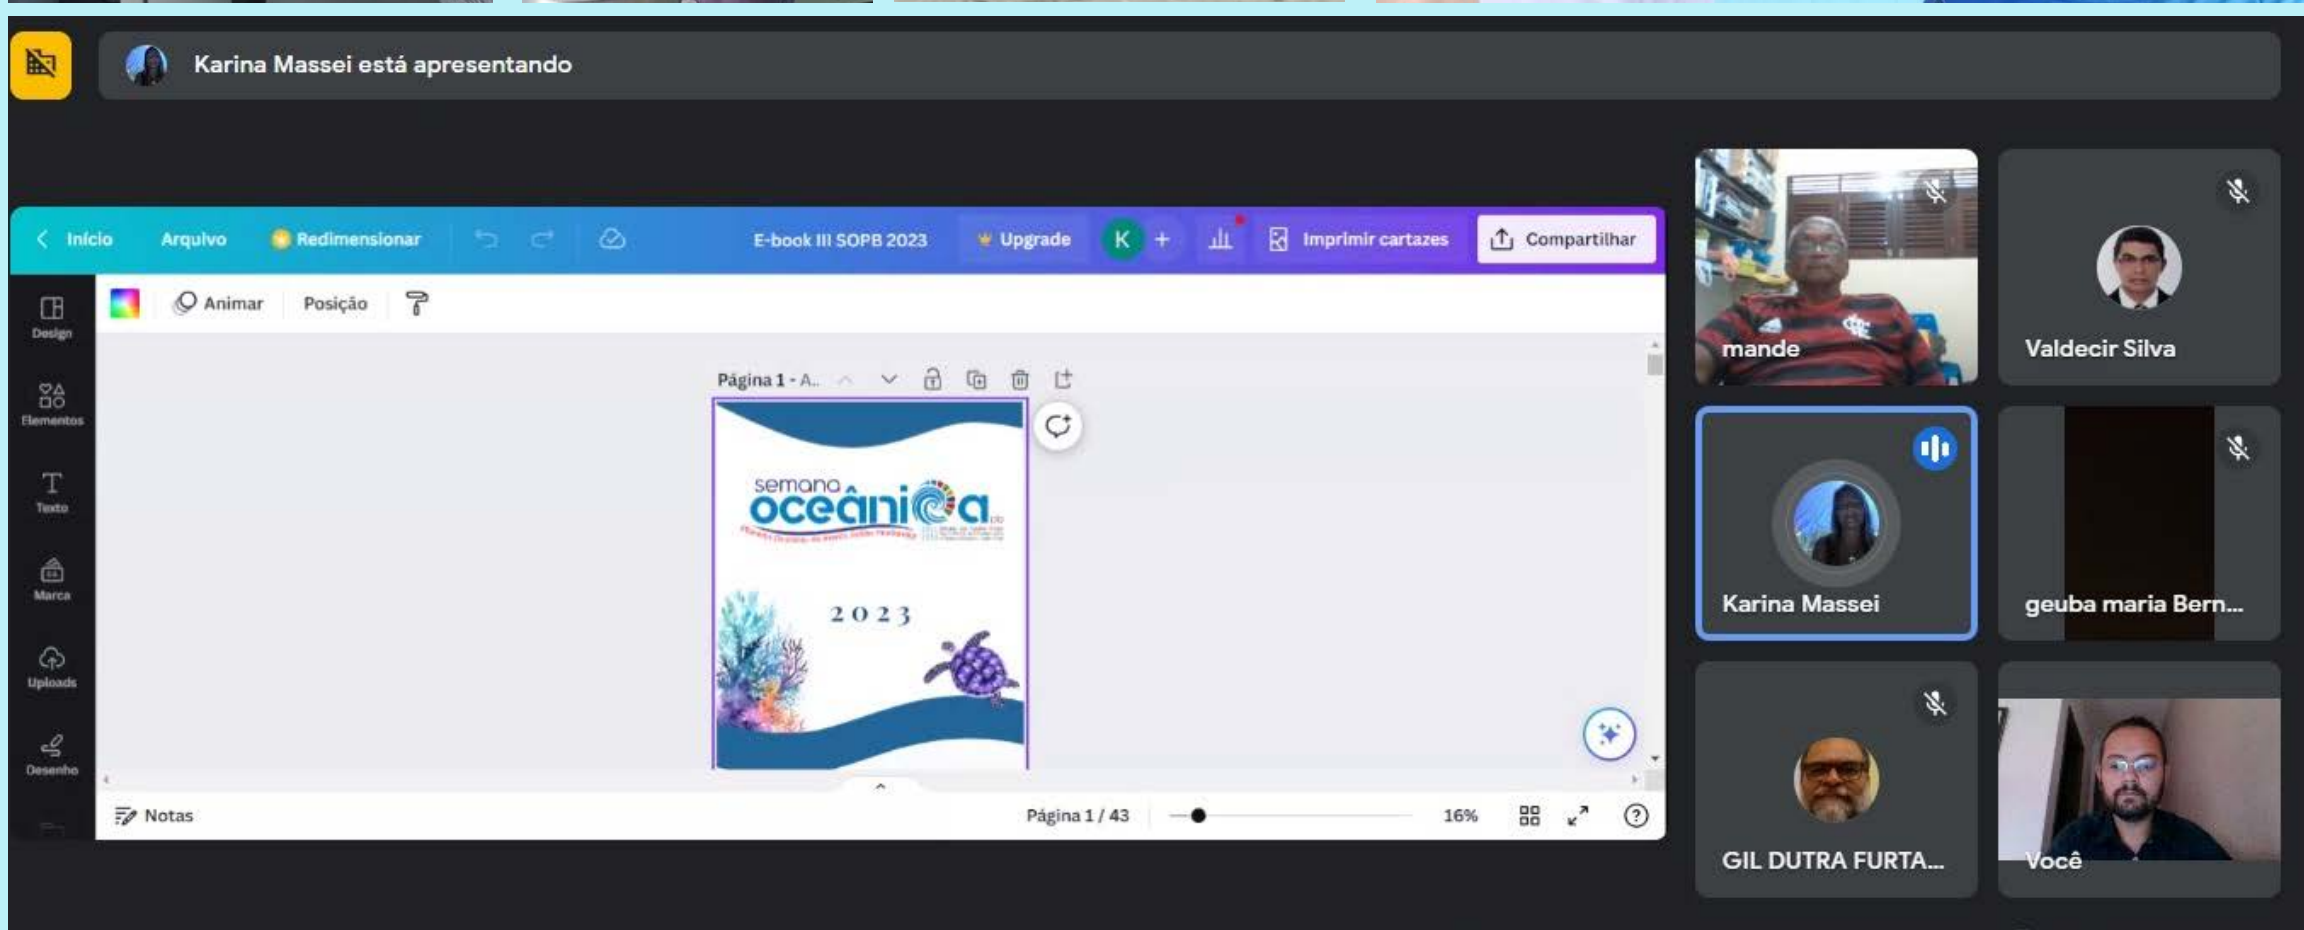 Karina Massei está apresentando
Início Arquivo Redimensionar E-book III SOPB 2023 Upgrade K + Imprimir cartazes Compartilhar
Animar Posição
Design
Elementos
Texto
Marca
Uploads
Desenho
Página 1 - A...
semana
oceânica
2023
Notas
Página 1 / 43
16%
mande
Valdecir Silva
Karina Massei
geuba maria Bern...
GIL DUTRA FURTA...
Você